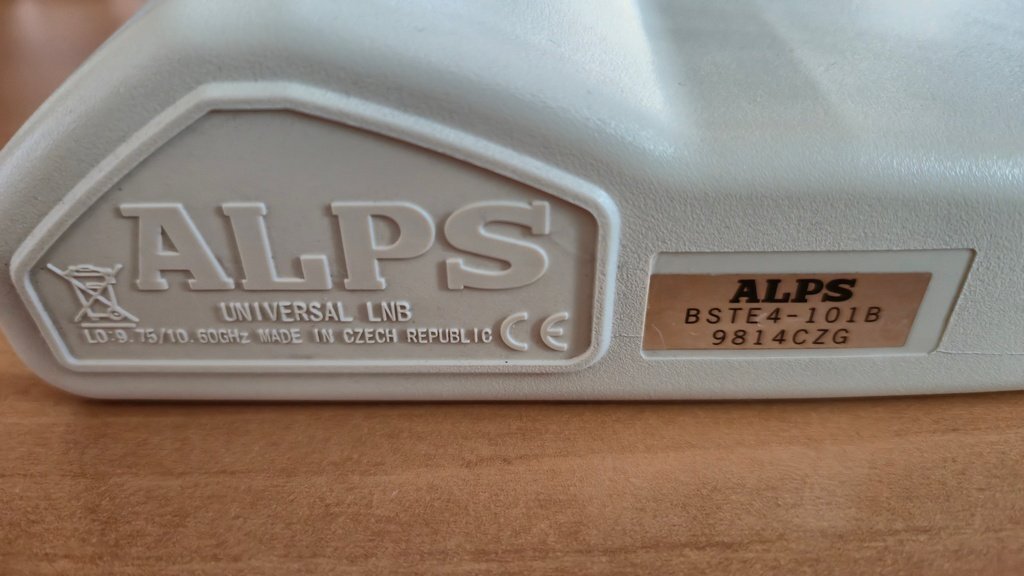 ALPS
UNIVERSAL LNB
LO:9.75/10.60GHz MADE IN CZECH REPUBLIC CE
ALPS
BSTE4-101B
9814CZG